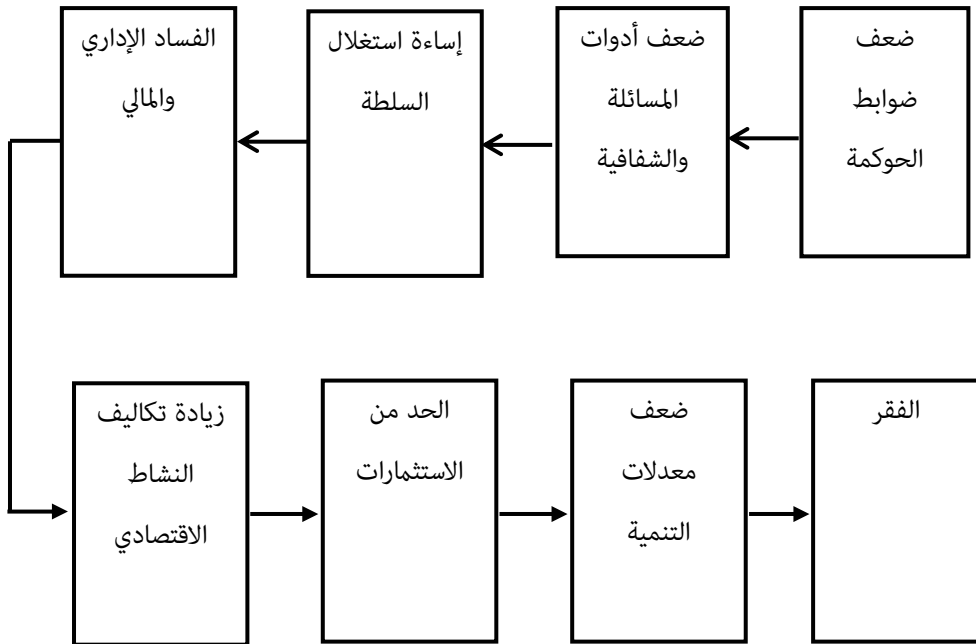 ضعف
ضوابط
الحوكمة
ضعف أدوات
المسائلة
والشفافية
إساءة استغلال
السلطة
الفساد الإداري
والمالي
زيادة تكاليف
النشاط
الاقتصادي
الحد من
الاستثمارات
ضعف
معدلات
التنمية
الفقر